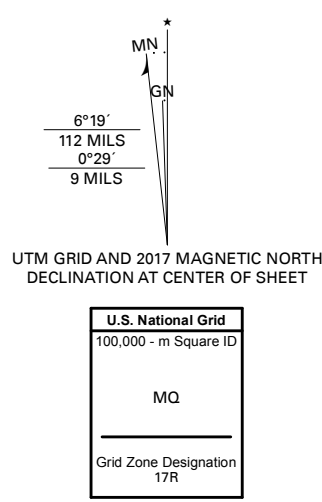 ★
MN
GN
6°19´
112 MILS
0°29´
9 MILS
UTM GRID AND 2017 MAGNETIC NORTH
DECLINATION AT CENTER OF SHEET
U.S. National Grid
100,000 - m Square ID
MQ
Grid Zone Designation
17R